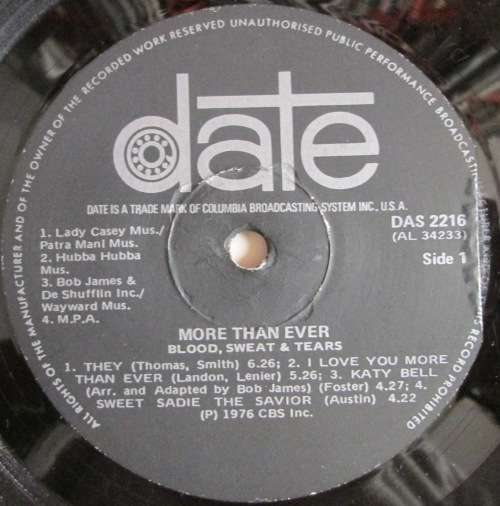 ALL RIGHTS OF THE MANUFACTURER AND OF THE OWNER OF THE RECORDED WORK RESERVED UNAUTHORISED PUBLIC PERFORMANCE BROADCASTING
RECORD PROHIBITED
date
DATE IS A TRADE MARK OF COLUMBIA BROADCASTING SYSTEM INC. U.S.A.
DAS 2216
(AL 34233)
Side 1
1. Lady Casey Mus./
Patra Mani Mus.
2. Hubba Hubba
Mus.
3. Bob James &
De Shufflin Inc./
Wayward Mus.
4. M.P.A.
MORE THAN EVER
BLOOD, SWEAT & TEARS
1. THEY (Thomas, Smith) 6.26; 2. I LOVE YOU MORE
THAN EVER (Landon, Lenier) 5.26; 3. KATY BELL
(Arr. and Adapted by Bob James) (Foster) 4.27; 4.
SWEET SADIE THE SAVIOR (Austin) 4.22
(P) 1976 CBS Inc.